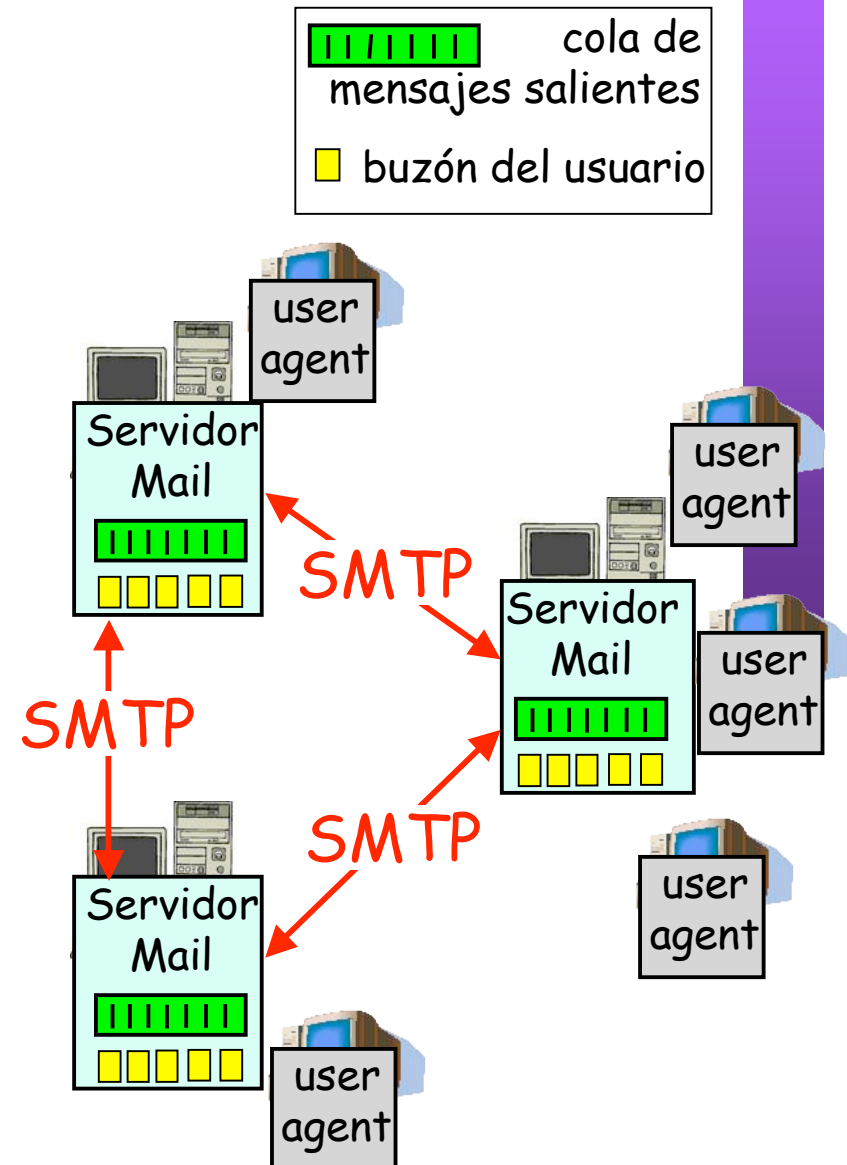 cola de
mensajes salientes
buzón del usuario
user
agent
Servidor
Mail
user
agent
SMTP
Servidor
Mail
user
agent
SMTP
SMTP
user
agent
Servidor
Mail
user
agent